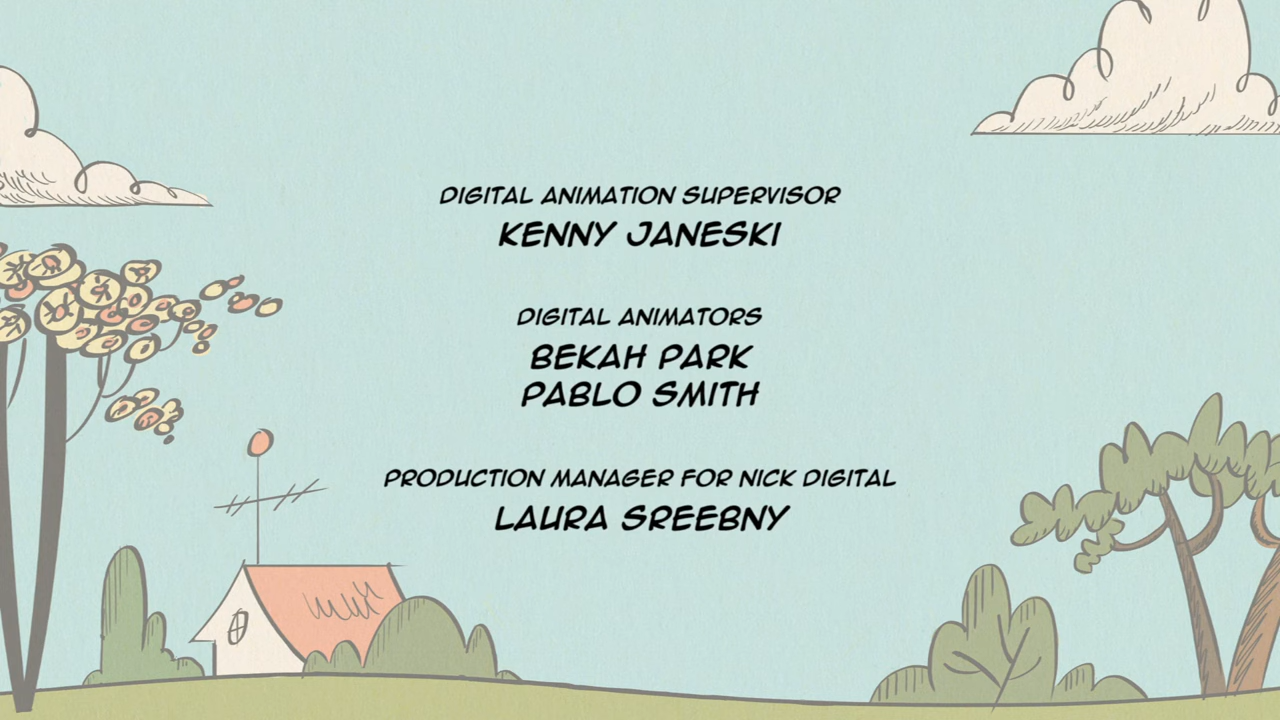 DIGITAL ANIMATION SUPERVISOR
KENNY JANESKI
DIGITAL ANIMATORS
BEKAH PARK
PABLO SMITH
PRODUCTION MANAGER FOR NICK DIGITAL
LAURA SREEBNY